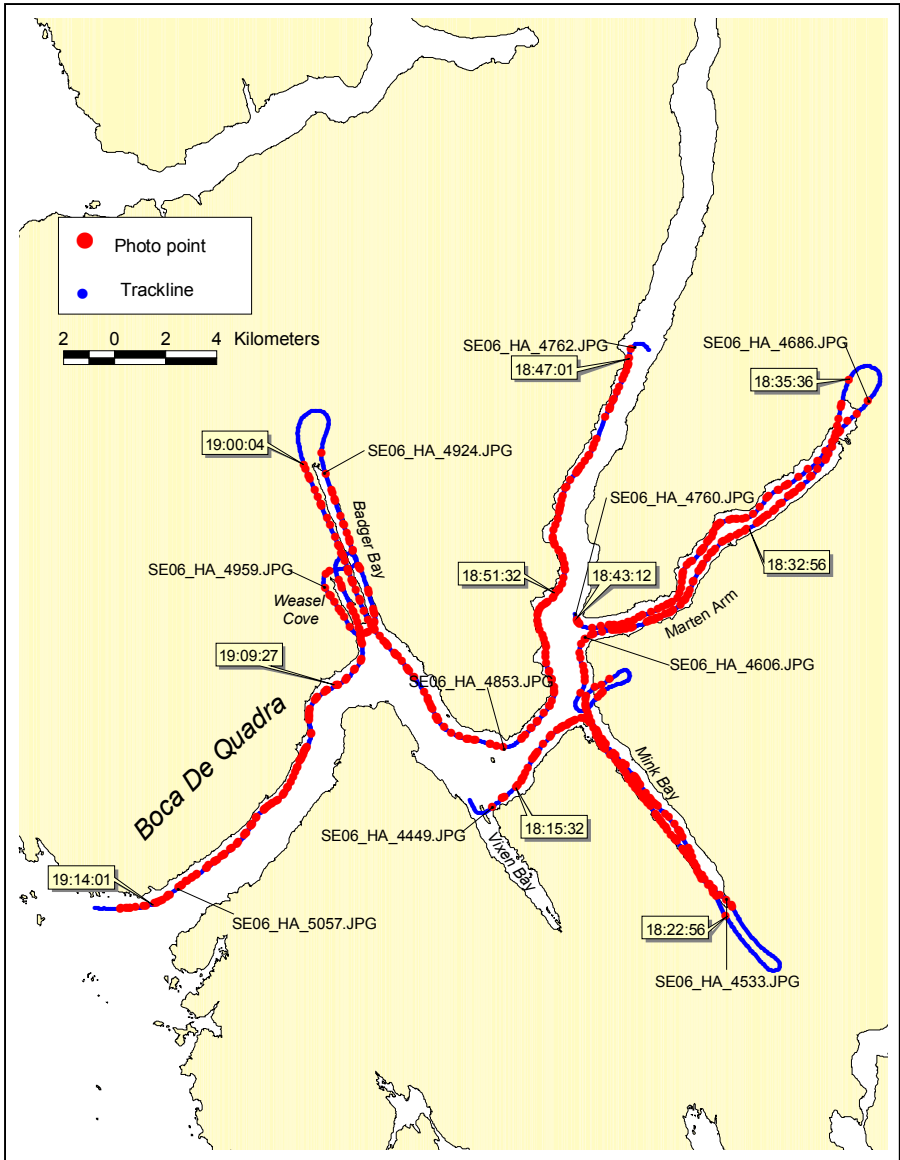 Photo point
Trackline
2 0 2 4 Kilometers
SE06_HA_4762.JPG
18:47:01
SE06_HA_4686.JPG
18:35:36
19:00:04
SE06_HA_4924.JPG
SE06_HA_4760.JPG
Badger Bay
18:32:56
SE06_HA_4959.JPG
18:51:32
18:43:12
Weasel
Cove
Marten Arm
19:09:27
SE06_HA_4606.JPG
SE06_HA_4853.JPG
Boca De Quadra
Mink Bay
18:15:32
SE06_HA_4449.JPG
Vixen Bay
19:14:01
SE06_HA_5057.JPG
18:22:56
SE06_HA_4533.JPG